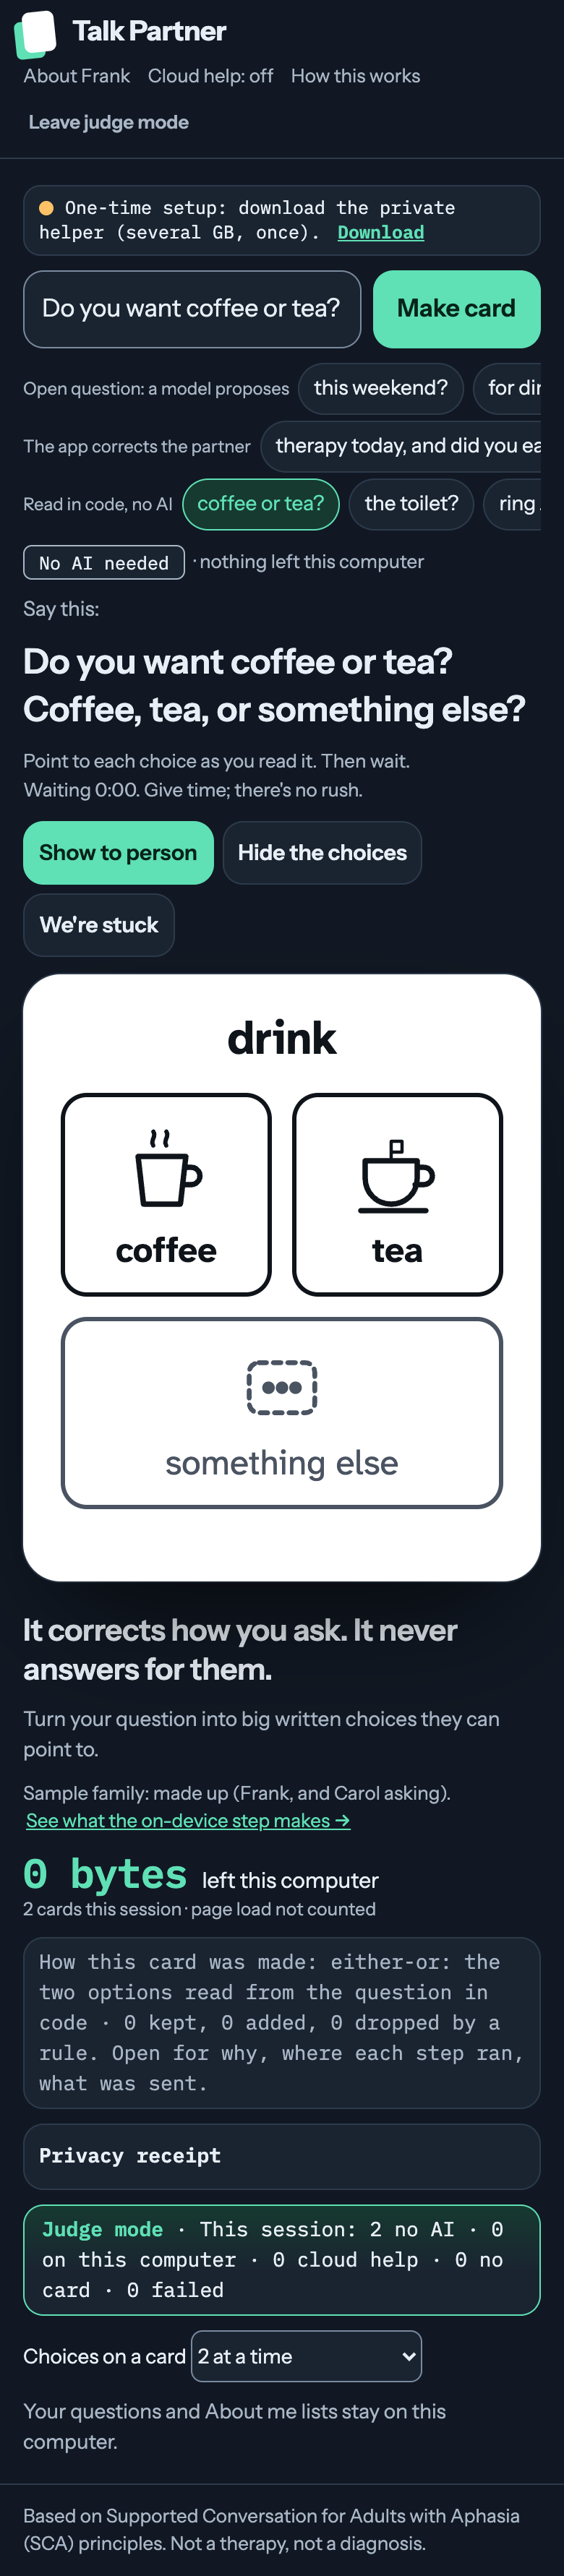 Talk Partner
About Frank Cloud help: off How this works
Leave judge mode
One-time setup: download the private
helper (several GB, once). Download
Do you want coffee or tea? Make card
Open question: a model proposes this weekend? for din
The app corrects the partner therapy today, and did you ea
Read in code, no AI coffee or tea? the toilet? ring
No AI needed · nothing left this computer
Say this:
Do you want coffee or tea?
Coffee, tea, or something else?
Point to each choice as you read it. Then wait.
Waiting 0:00. Give time; there's no rush.
Show to person Hide the choices
We're stuck
drink
coffee tea
something else
It corrects how you ask. It never
answers for them.
Turn your question into big written choices they can
point to.
Sample family: made up (Frank, and Carol asking).
See what the on-device step makes →
0 bytes left this computer
2 cards this session · page load not counted
How this card was made: either-or: the
two options read from the question in
code · 0 kept, 0 added, 0 dropped by a
rule. Open for why, where each step ran,
what was sent.
Privacy receipt
Judge mode · This session: 2 no AI · 0
on this computer · 0 cloud help · 0 no
card · 0 failed
Choices on a card 2 at a time
Your questions and About me lists stay on this
computer.
Based on Supported Conversation for Adults with Aphasia
(SCA) principles. Not a therapy, not a diagnosis.